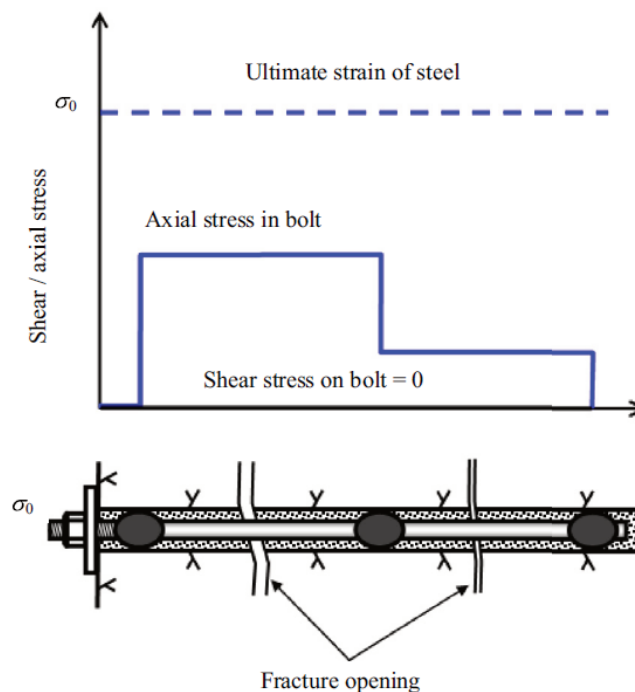 Ultimate strain of steel
σ0
Axial stress in bolt
Shear / axial stress
Shear stress on bolt = 0
σ0
Fracture opening